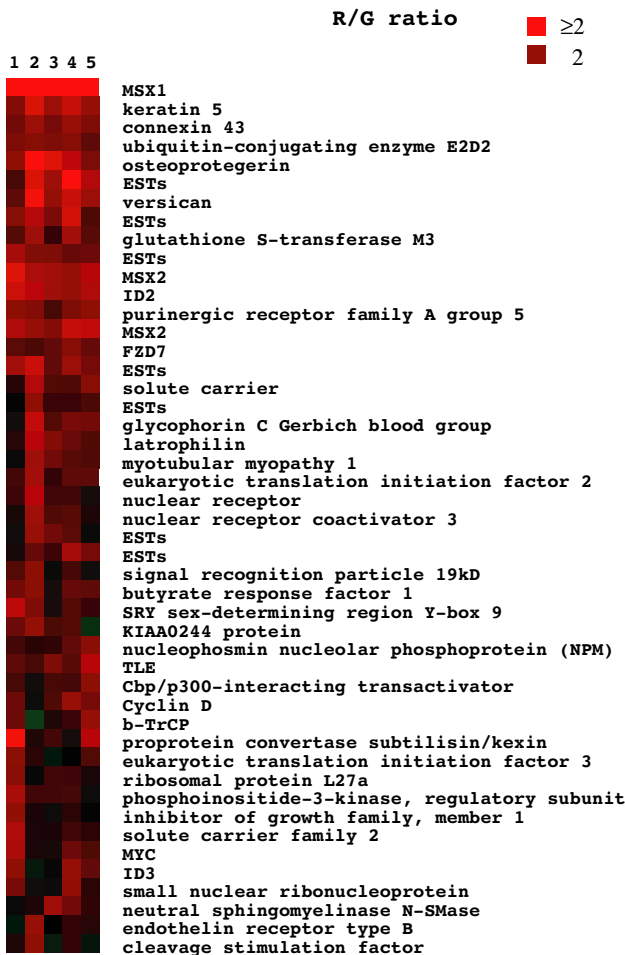 R/G ratio
≥2
2
1 2 3 4 5
MSX1
keratin 5
connexin 43
ubiquitin-conjugating enzyme E2D2
osteoprotegerin
ESTs
versican
ESTs
glutathione S-transferase M3
ESTs
MSX2
ID2
purinergic receptor family A group 5
MSX2
FZD7
ESTs
solute carrier
ESTs
glycophorin C Gerbich blood group
latrophilin
myotubular myopathy 1
eukaryotic translation initiation factor 2
nuclear receptor
nuclear receptor coactivator 3
ESTs
ESTs
signal recognition particle 19kD
butyrate response factor 1
SRY sex-determining region Y-box 9
KIAA0244 protein
nucleophosmin nucleolar phosphoprotein (NPM)
TLE
Cbp/p300-interacting transactivator
Cyclin D
b-TrCP
proprotein convertase subtilisin/kexin
eukaryotic translation initiation factor 3
ribosomal protein L27a
phosphoinositide-3-kinase, regulatory subunit
inhibitor of growth family, member 1
solute carrier family 2
MYC
ID3
small nuclear ribonucleoprotein
neutral sphingomyelinase N-SMase
endothelin receptor type B
cleavage stimulation factor